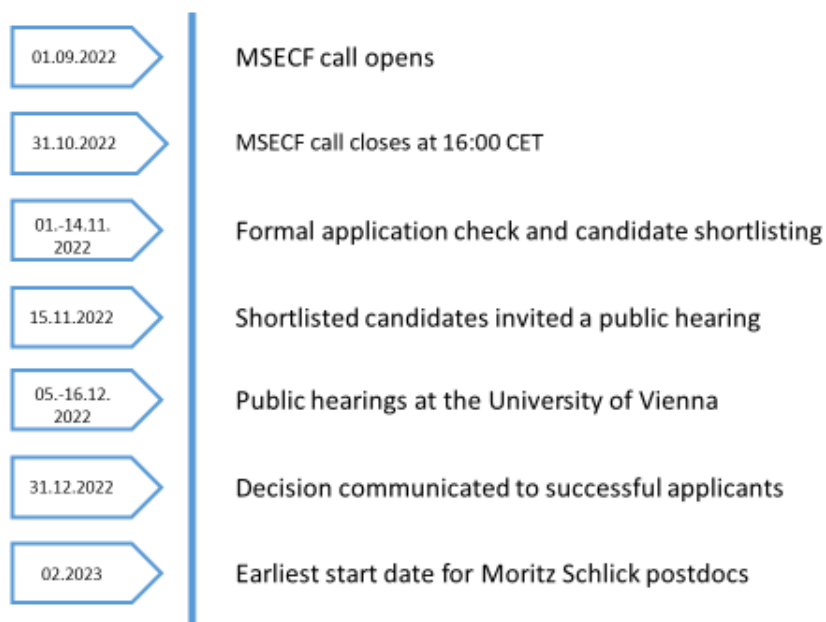 01.09.2022
MSECF call opens
31.10.2022
MSECF call closes at 16:00 CET
01.-14.11.
2022
Formal application check and candidate shortlisting
15.11.2022
Shortlisted candidates invited a public hearing
05.-16.12.
2022
Public hearings at the University of Vienna
31.12.2022
Decision communicated to successful applicants
02.2023
Earliest start date for Moritz Schlick postdocs